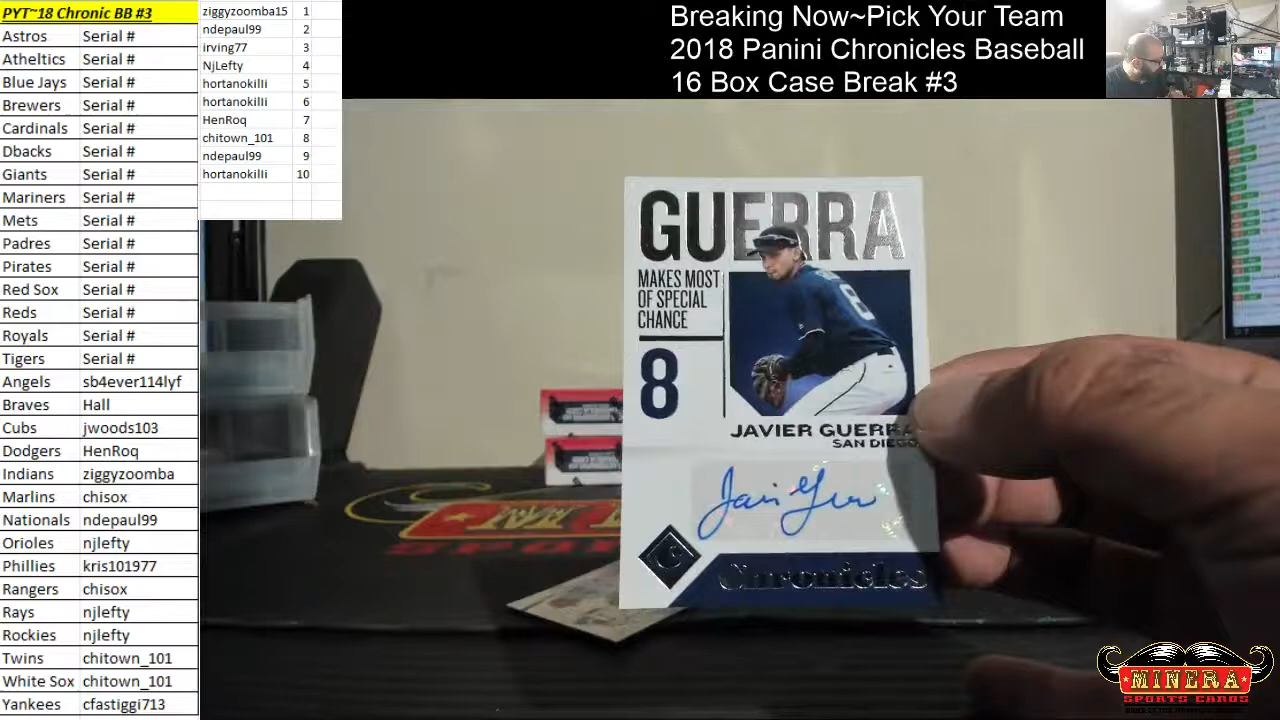 PYT~18 Chronic BB #3
Astros Serial #
Atheltics Serial #
Blue Jays Serial #
Brewers Serial #
Cardinals Serial #
Dbacks Serial #
Giants Serial #
Mariners Serial #
Mets Serial #
Padres Serial #
Pirates Serial #
Red Sox Serial #
Reds Serial #
Royals Serial #
Tigers Serial #
Angels sb4ever114lyf
Braves Hall
Cubs jwoods103
Dodgers HenRoq
Indians ziggyzoomba
Marlins chisox
Nationals ndepaul99
Orioles njlefty
Phillies kris101977
Rangers chisox
Rays njlefty
Rockies njlefty
Twins chitown_101
White Sox chitown_101
Yankees cfastiggi713
ziggyzoomba15 1
ndepaul99 2
irving77 3
NjLefty 4
hortanokilli 5
hortanokilli 6
HenRoq 7
chitown_101 8
ndepaul99 9
hortanokilli 10
Breaking Now~Pick Your Team
2018 Panini Chronicles Baseball
16 Box Case Break #3
GUERRA
MAKES MOST
OF SPECIAL
CHANCE
8
8
JAVIER GUERRA
SAN DIEGO
C
Chronicles
MINERA
SPORTS CARDS